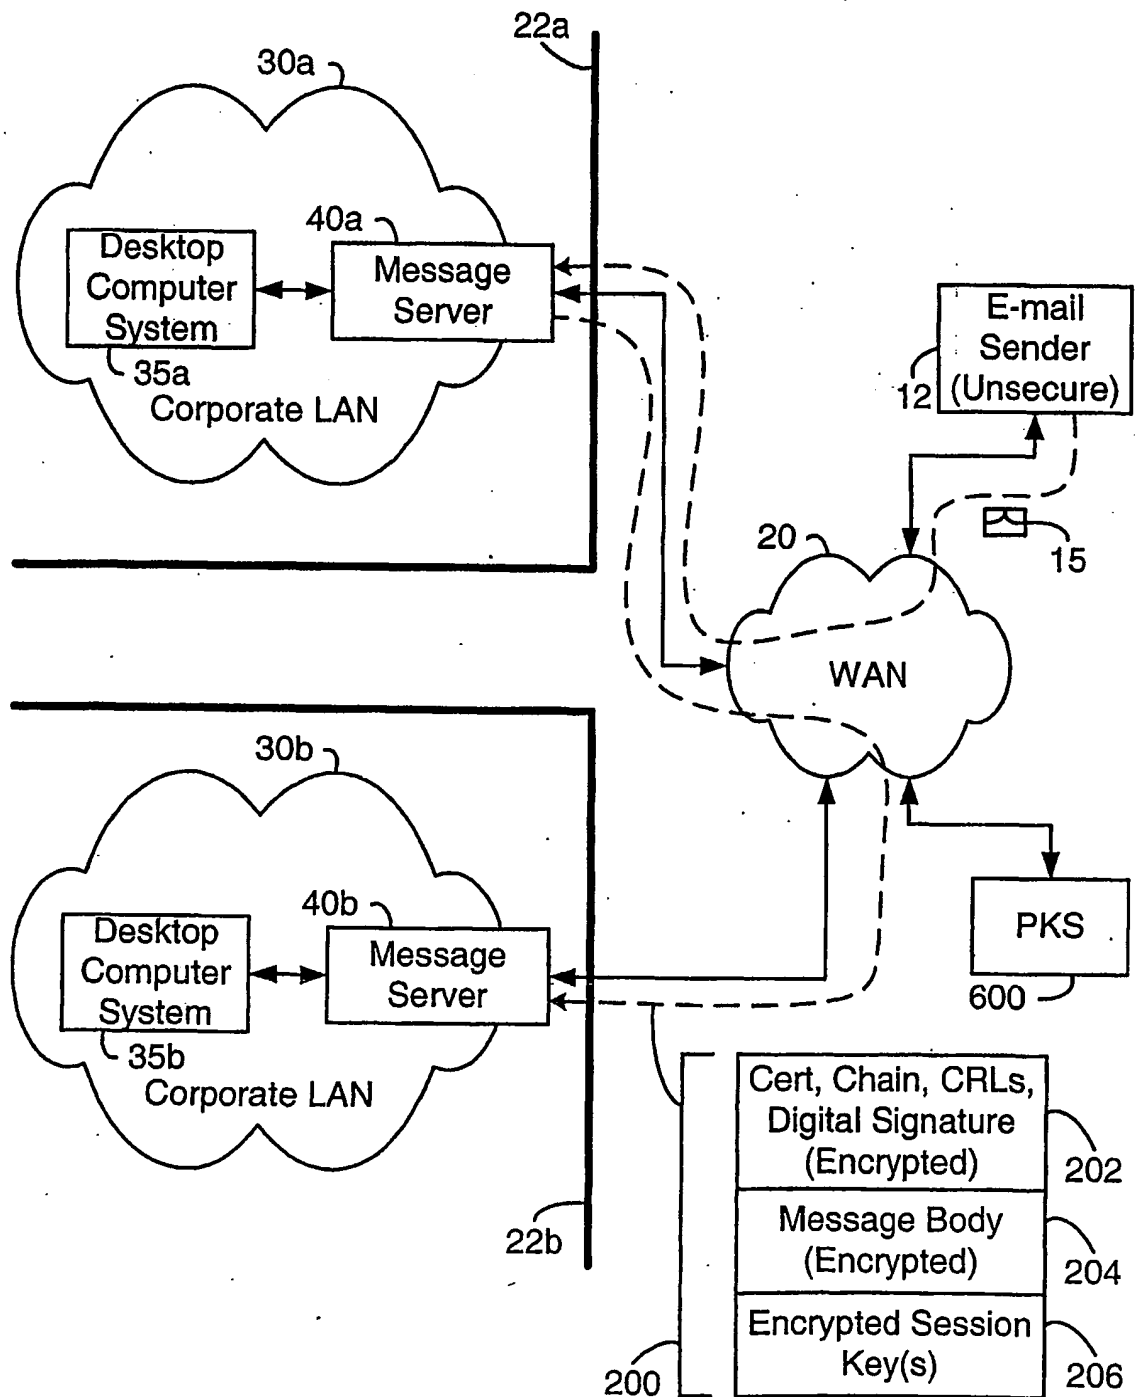 22a
30a
40a
Desktop
Computer
System
Message
Server
35a
Corporate LAN
E-mail
Sender
(Unsecure)
12
15
20
WAN
30b
40b
Desktop
Computer
System
Message
Server
35b
Corporate LAN
22b
PKS
600
Cert, Chain, CRLs,
Digital Signature
(Encrypted)
202
Message Body
(Encrypted)
204
Encrypted Session
Key(s)
206
200